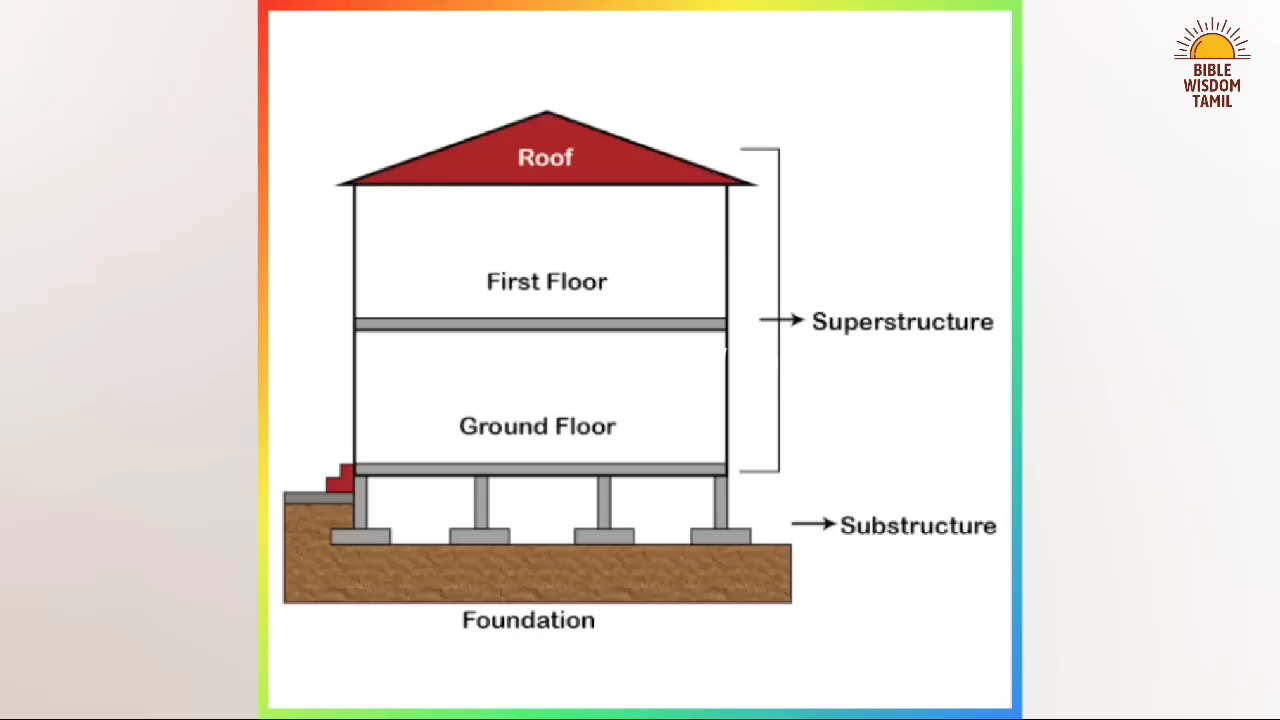 BIBLE
WISDOM
TAMIL
Roof
First Floor
Superstructure
Ground Floor
Substructure
Foundation